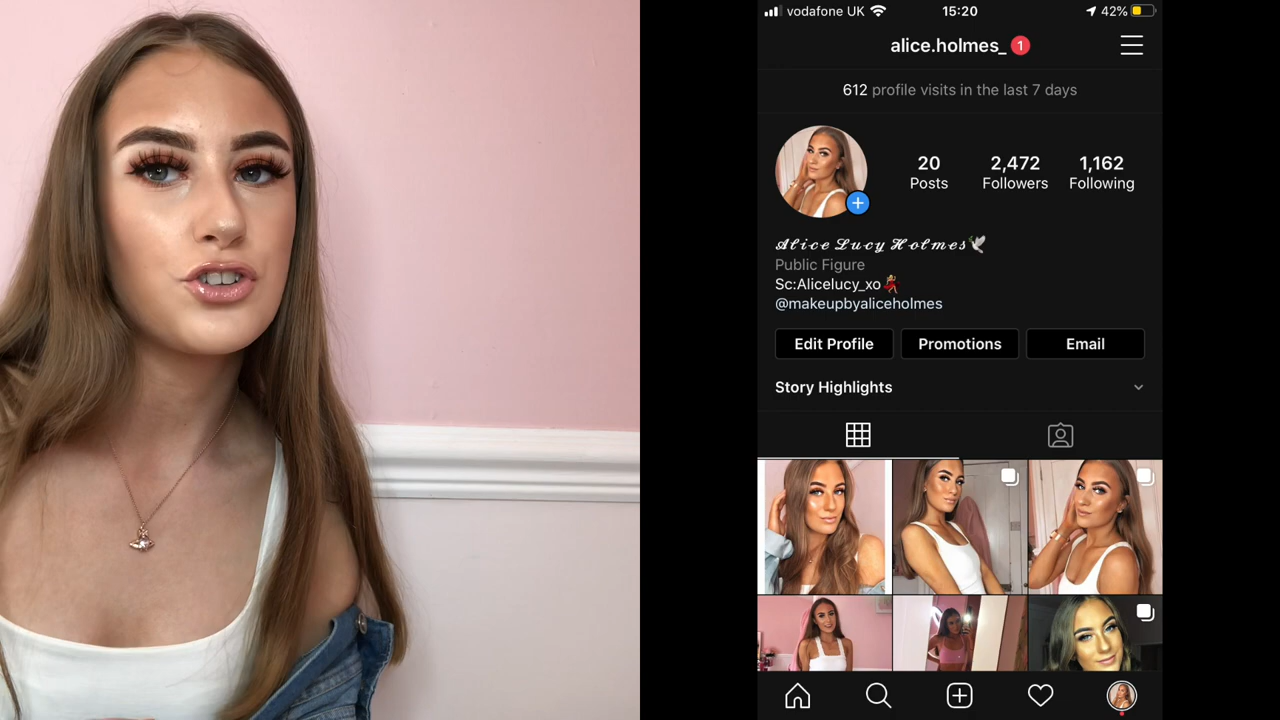 vodafone UK 15:20 42%
alice.holmes_ 1
612 profile visits in the last 7 days
20 2,472 1,162
Posts Followers Following
𝓐𝓵𝓲𝓬𝓮 𝓛𝓾𝓬𝔂 𝓗𝓸𝓵𝓶𝓮𝓼🕊
Public Figure
Sc:Alicelucy_xo💃🏼
@makeupbyaliceholmes
Edit Profile Promotions Email
Story Highlights